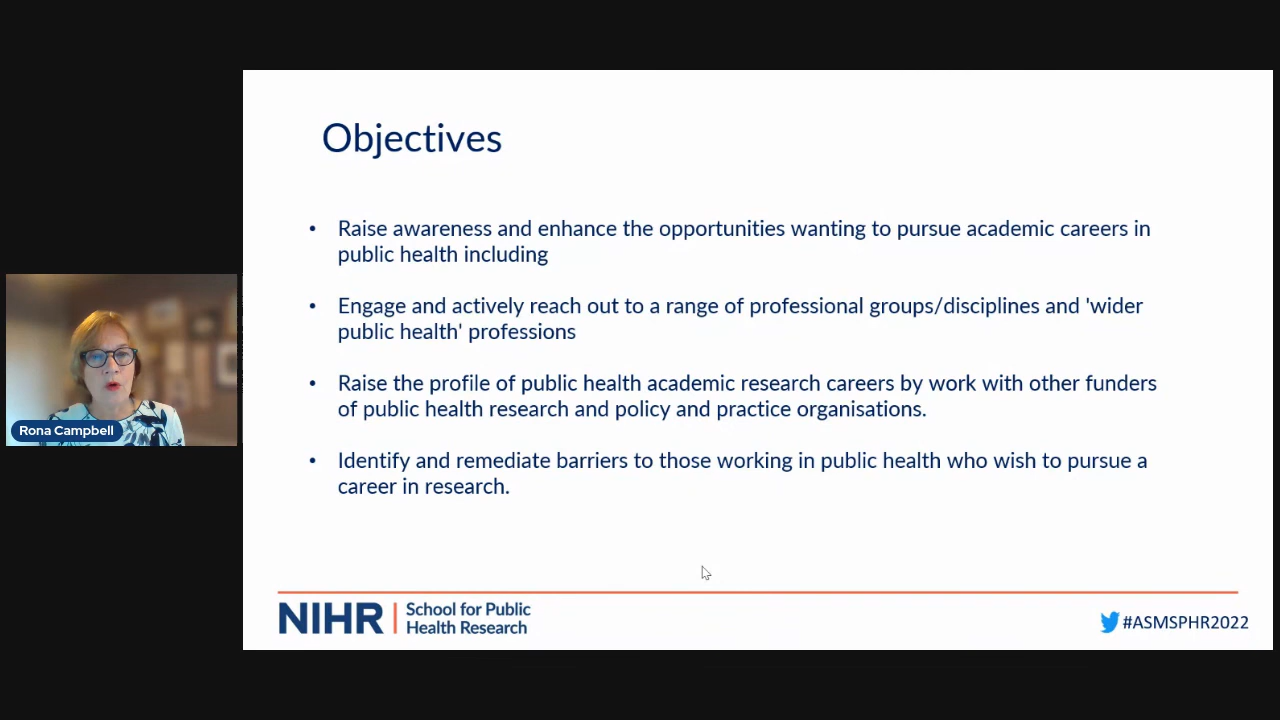 Objectives
• Raise awareness and enhance the opportunities wanting to pursue academic careers in
public health including
• Engage and actively reach out to a range of professional groups/disciplines and 'wider
public health' professions
• Raise the profile of public health academic research careers by work with other funders
of public health research and policy and practice organisations.
• Identify and remediate barriers to those working in public health who wish to pursue a
career in research.
Rona Campbell
NIHR | School for Public
Health Research
#ASMSPHR2022